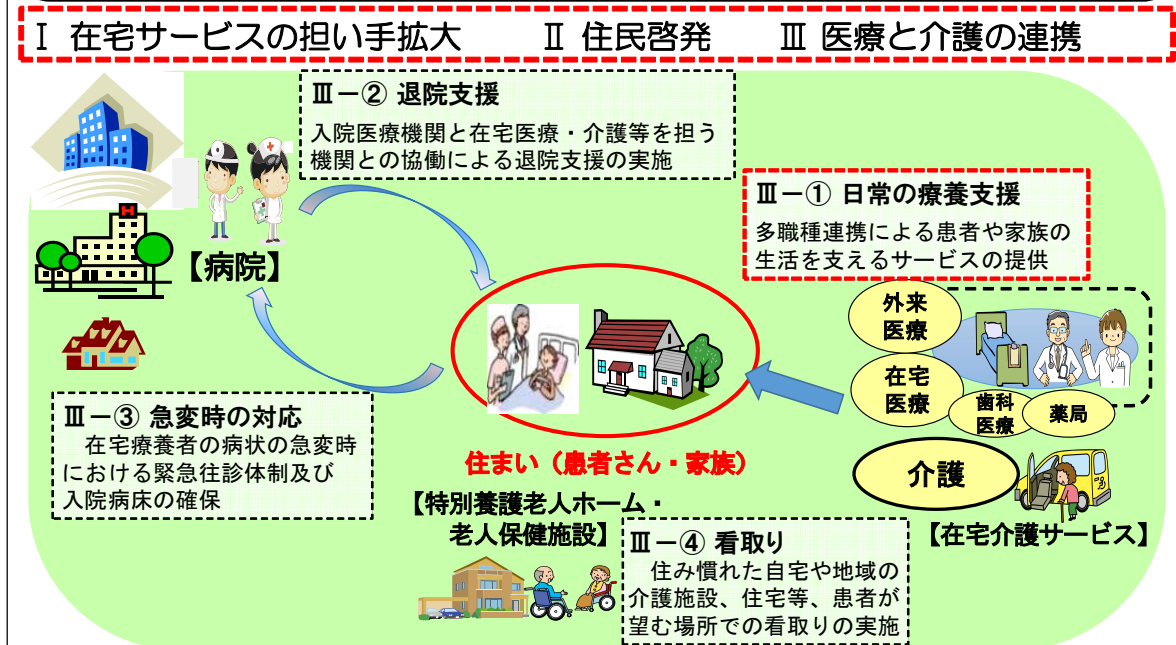 Ⅰ 在宅サービスの担い手拡大　Ⅱ 住民啓発　Ⅲ 医療と介護の連携
Ⅲ－② 退院支援
入院医療機関と在宅医療・介護等を担う
機関との協働による退院支援の実施
Ⅲ－① 日常の療養支援
多職種連携による患者や家族の
生活を支えるサービスの提供
H
【病院】
外来
医療
在宅
医療
歯科
医療
薬局
介護
【在宅介護サービス】
Ⅲ－③ 急変時の対応
在宅療養者の病状の急変時
における緊急往診体制及び
入院病床の確保
住まい（患者さん・家族）
【特別養護老人ホーム・
老人保健施設】
Ⅲ－④ 看取り
住み慣れた自宅や地域の
介護施設、住宅等、患者が
望む場所での看取りの実施